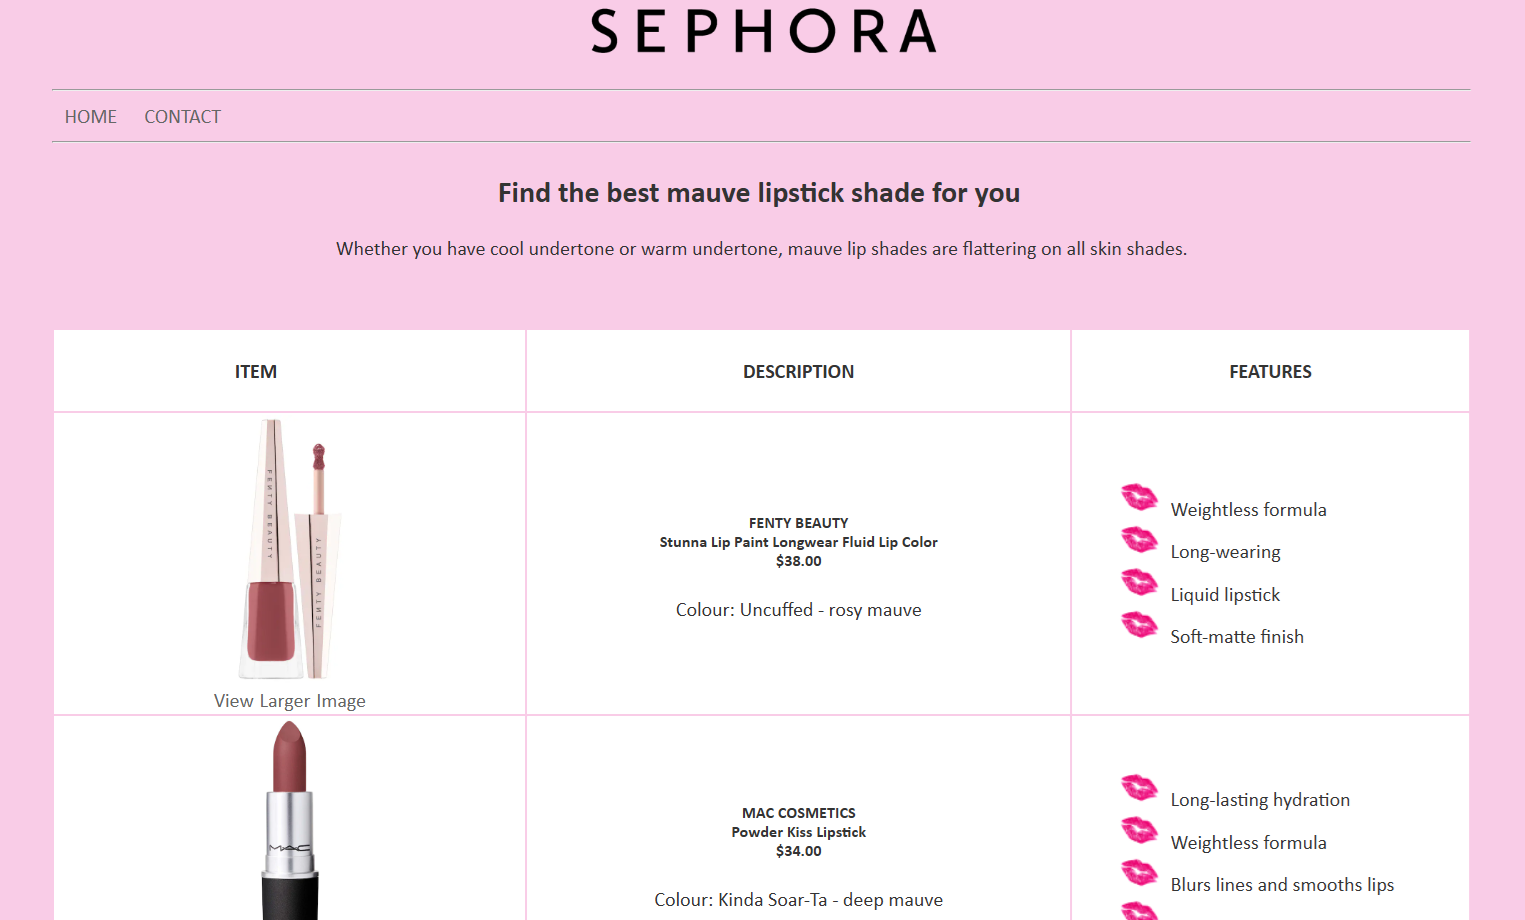 SEPHORA
HOME CONTACT
Find the best mauve lipstick shade for you
Whether you have cool undertone or warm undertone, mauve lip shades are flattering on all skin shades.
ITEM DESCRIPTION FEATURES
FENTY BEAUTY
FENTY BEAUTY
View Larger Image
FENTY BEAUTY
Stunna Lip Paint Longwear Fluid Lip Color
$38.00
Colour: Uncuffed - rosy mauve
Weightless formula
Long-wearing
Liquid lipstick
Soft-matte finish
MAC
MAC COSMETICS
Powder Kiss Lipstick
$34.00
Colour: Kinda Soar-Ta - deep mauve
Long-lasting hydration
Weightless formula
Blurs lines and smooths lips